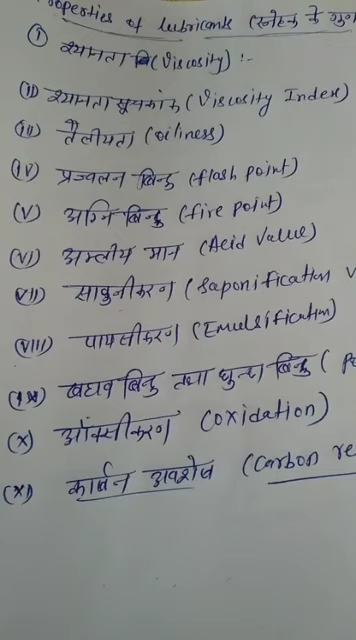 Properties of lubricants (स्नेहक के गुण
(I) श्यानता (Viscosity) :-
(II) श्यानता सूचकांक (Viscosity Index)
(III) तैलीयता (oiliness)
(IV) प्रज्वलन बिन्दु (flash point)
(V) अग्नि बिन्दु (fire point)
(VI) अम्लीय मान (Acid Value)
(VII) साबुनीकरण (Saponification V
(VIII) पायसीकरण (Emulsification)
(IX) बहाव बिन्दु तथा धुन्ध बिन्दु (
(X) ऑक्सीकरण (oxidation)
(XI) कार्बन अवशेष (Carbon re